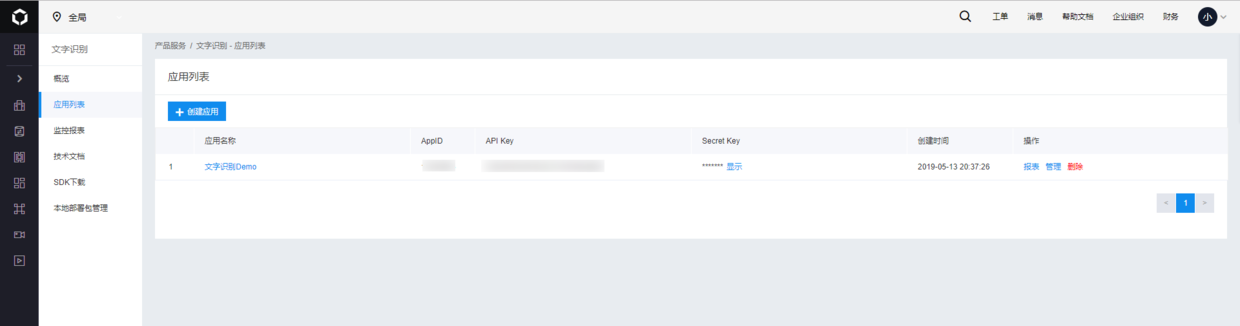 全局
工单 消息 帮助文档 企业组织 财务 小
文字识别
产品服务 / 文字识别 - 应用列表
概览
应用列表
监控报表
技术文档
SDK下载
本地部署包管理
应用列表
创建应用
应用名称 AppID API Key Secret Key 创建时间 操作
1 文字识别Demo ******* 显示 2019-05-13 20:37:26 报表 管理 删除
< 1 >